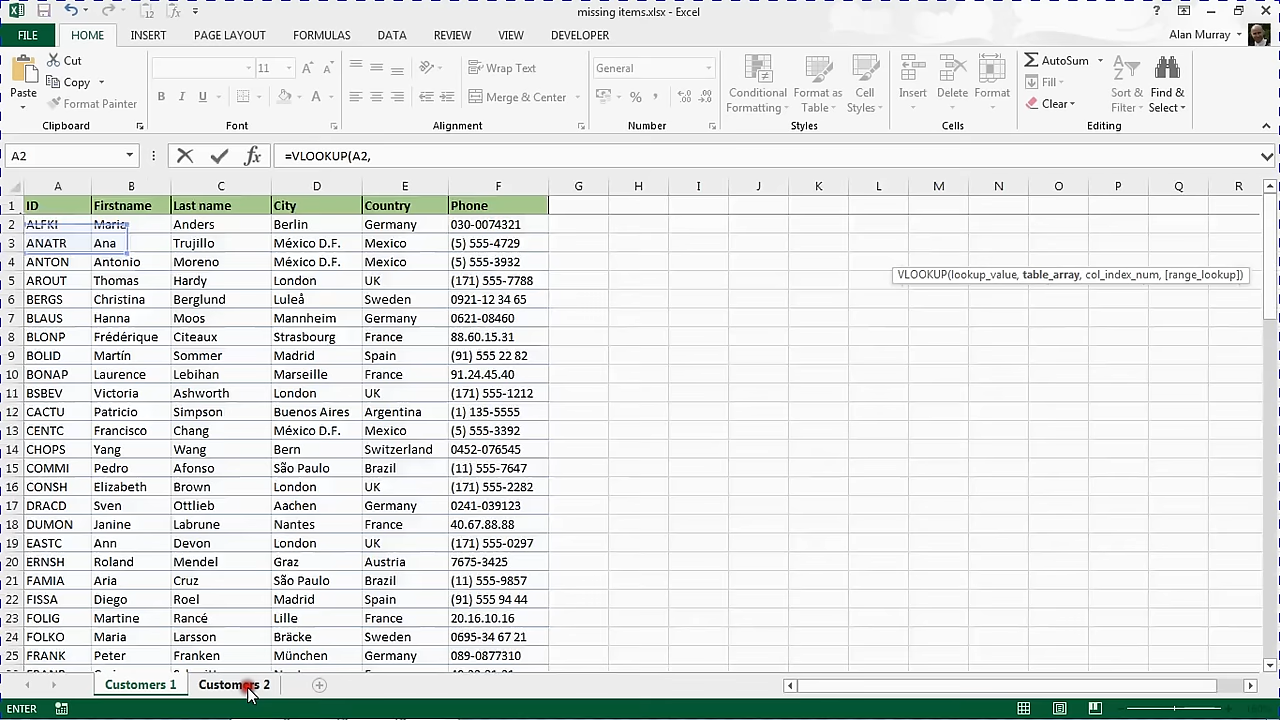 missing items.xlsx - Excel
FILE HOME INSERT PAGE LAYOUT FORMULAS DATA REVIEW VIEW DEVELOPER Alan Murray
Paste Cut Copy Format Painter Clipboard
11 B I U A Font
Wrap Text Merge & Center Alignment
General % , Number
Conditional Formatting Format as Table Cell Styles Styles
Insert Delete Format Cells
AutoSum Fill Clear Sort & Filter Find & Select Editing
A2 fx =VLOOKUP(A2,
A B C D E F G H I J K L M N O P Q R
1 ID Firstname Last name City Country Phone
2 ALFKI Maria Anders Berlin Germany 030-0074321
3 ANATR Ana Trujillo México D.F. Mexico (5) 555-4729
4 ANTON Antonio Moreno México D.F. Mexico (5) 555-3932
VLOOKUP(lookup_value, table_array, col_index_num, [range_lookup])
5 AROUT Thomas Hardy London UK (171) 555-7788
6 BERGS Christina Berglund Luleå Sweden 0921-12 34 65
7 BLAUS Hanna Moos Mannheim Germany 0621-08460
8 BLONP Frédérique Citeaux Strasbourg France 88.60.15.31
9 BOLID Martín Sommer Madrid Spain (91) 555 22 82
10 BONAP Laurence Lebihan Marseille France 91.24.45.40
11 BSBEV Victoria Ashworth London UK (171) 555-1212
12 CACTU Patricio Simpson Buenos Aires Argentina (1) 135-5555
13 CENTC Francisco Chang México D.F. Mexico (5) 555-3392
14 CHOPS Yang Wang Bern Switzerland 0452-076545
15 COMMI Pedro Afonso São Paulo Brazil (11) 555-7647
16 CONSH Elizabeth Brown London UK (171) 555-2282
17 DRACD Sven Ottlieb Aachen Germany 0241-039123
18 DUMON Janine Labrune Nantes France 40.67.88.88
19 EASTC Ann Devon London UK (171) 555-0297
20 ERNSH Roland Mendel Graz Austria 7675-3425
21 FAMIA Aria Cruz São Paulo Brazil (11) 555-9857
22 FISSA Diego Roel Madrid Spain (91) 555 94 44
23 FOLIG Martine Rancé Lille France 20.16.10.16
24 FOLKO Maria Larsson Bräcke Sweden 0695-34 67 21
25 FRANK Peter Franken München Germany 089-0877310
Customers 1 Customers 2
ENTER